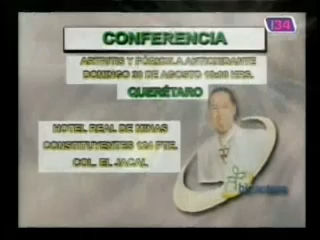 134
CONFERENCIA
ARTRITIS Y FÓRMULA ANTIOXIDANTE
DOMINGO 28 DE AGOSTO 10:00 HRS.
QUERÉTARO
HOTEL REAL DE MINAS
CONSTITUYENTES 124 PTE.
COL. EL JACAL